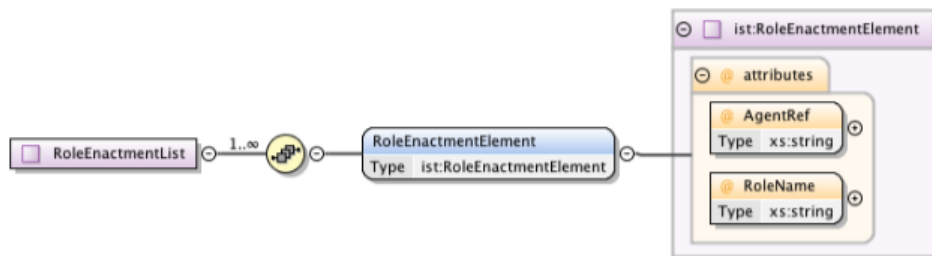 ist:RoleEnactmentElement
@ attributes
@ AgentRef
Type xs:string
RoleEnactmentList
1..∞
RoleEnactmentElement
Type ist:RoleEnactmentElement
@ RoleName
Type xs:string